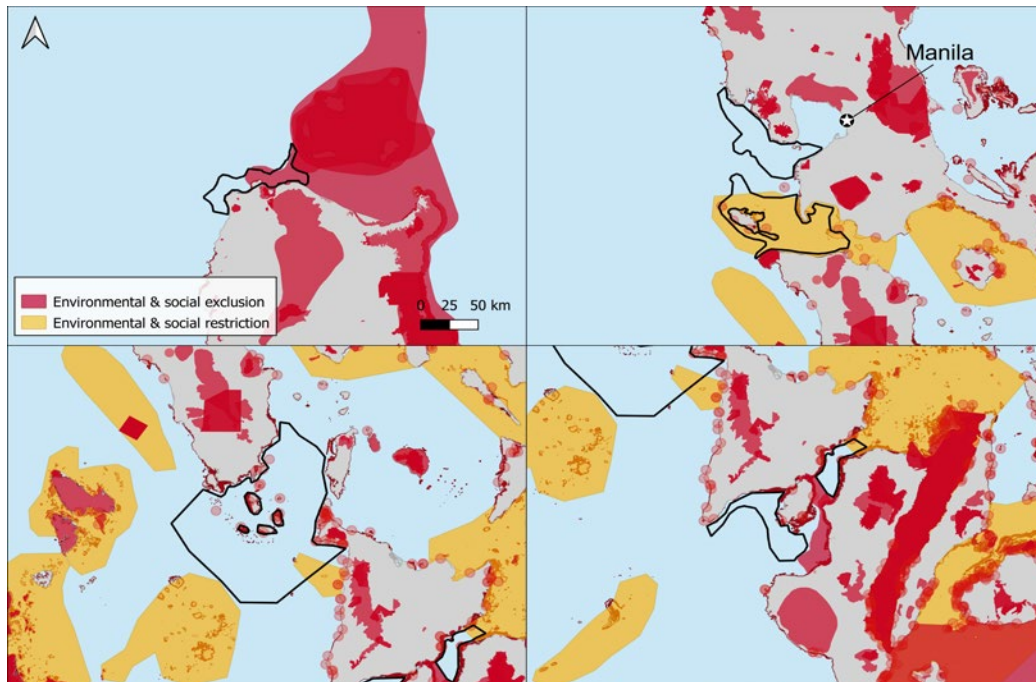 Manila
Environmental & social exclusion
Environmental & social restriction
0 25 50 km